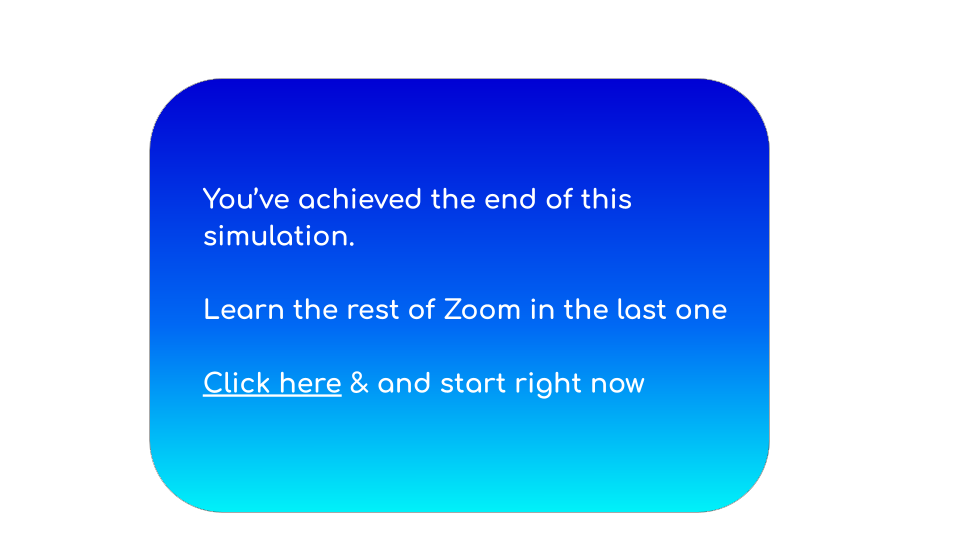 You’ve achieved the end of this
simulation.
Learn the rest of Zoom in the last one
Click here & and start right now